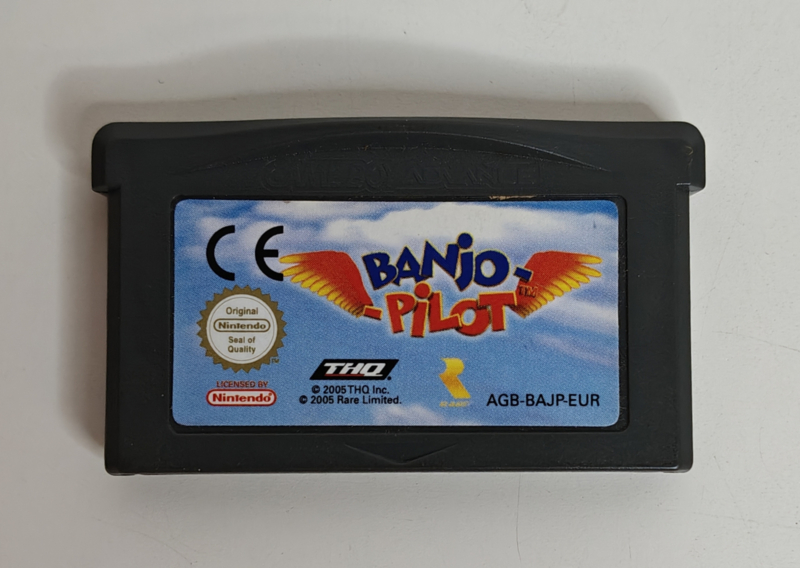 GAME BOY ADVANCE
CE
BANJO-
-PILOT™
Original
Nintendo
Seal of
Quality
TM
LICENSED BY
Nintendo®
THQ®
© 2005 THQ Inc.
© 2005 Rare Limited.
AGB-BAJP-EUR